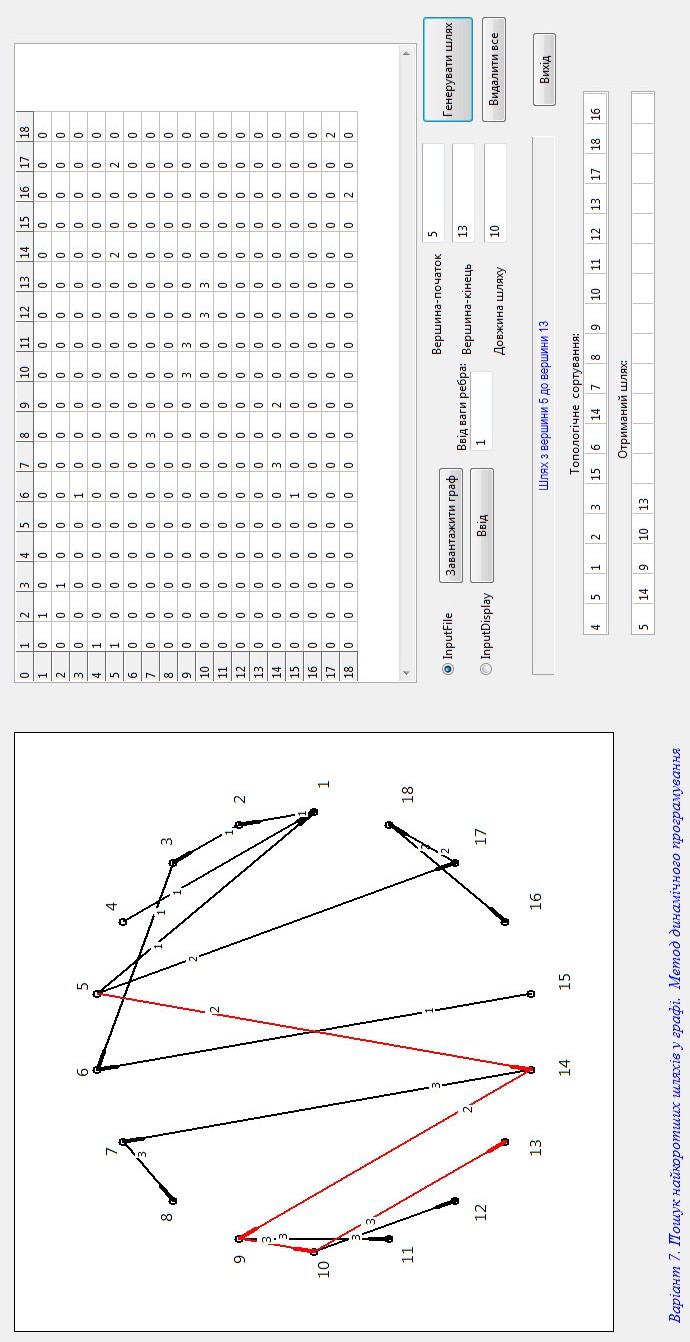 6 5
7 4
3
8 3
1
1
1
2
2
1
9 2
3
3
1
10 1
3
3
11 18
2
1
3
2
2
12 17
13 16
14 15
0 1 2 3 4 5 6 7 8 9 10 11 12 13 14 15 16 17 18
1 0 1 0 0 0 0 0 0 0 0 0 0 0 0 0 0 0 0
2 0 0 1 0 0 0 0 0 0 0 0 0 0 0 0 0 0 0
3 0 0 0 0 0 1 0 0 0 0 0 0 0 0 0 0 0 0
4 1 0 0 0 0 0 0 0 0 0 0 0 0 0 0 0 0 0
5 1 0 0 0 0 0 0 0 0 0 0 0 0 2 0 0 2 0
6 0 0 0 0 0 0 0 0 0 0 0 0 0 0 0 0 0 0
7 0 0 0 0 0 0 0 3 0 0 0 0 0 0 0 0 0 0
8 0 0 0 0 0 0 0 0 0 0 0 0 0 0 0 0 0 0
9 0 0 0 0 0 0 0 0 0 3 3 0 0 0 0 0 0 0
10 0 0 0 0 0 0 0 0 0 0 0 3 3 0 0 0 0 0
11 0 0 0 0 0 0 0 0 0 0 0 0 0 0 0 0 0 0
12 0 0 0 0 0 0 0 0 0 0 0 0 0 0 0 0 0 0
13 0 0 0 0 0 0 0 0 0 0 0 0 0 0 0 0 0 0
14 0 0 0 0 0 0 3 0 2 0 0 0 0 0 0 0 0 0
15 0 0 0 0 0 1 0 0 0 0 0 0 0 0 0 0 0 0
16 0 0 0 0 0 0 0 0 0 0 0 0 0 0 0 0 0 0
17 0 0 0 0 0 0 0 0 0 0 0 0 0 0 0 0 0 2
18 0 0 0 0 0 0 0 0 0 0 0 0 0 0 0 2 0 0
InputFile Завантажити граф
InputDisplay Ввід
Ввід ваги ребра:
1
Вершина-початок 5
Вершина-кінець 13
Довжина шляху 10
Генерувати шлях
Видалити все
Вихід
Шлях з вершини 5 до вершини 13
Топологічне сортування:
4 5 1 2 3 15 6 14 7 8 9 10 11 12 13 17 18 16
Отриманий шлях:
5 14 9 10 13
Варіант 7. Пошук найкоротших шляхів у графі. Метод динамічного програмування